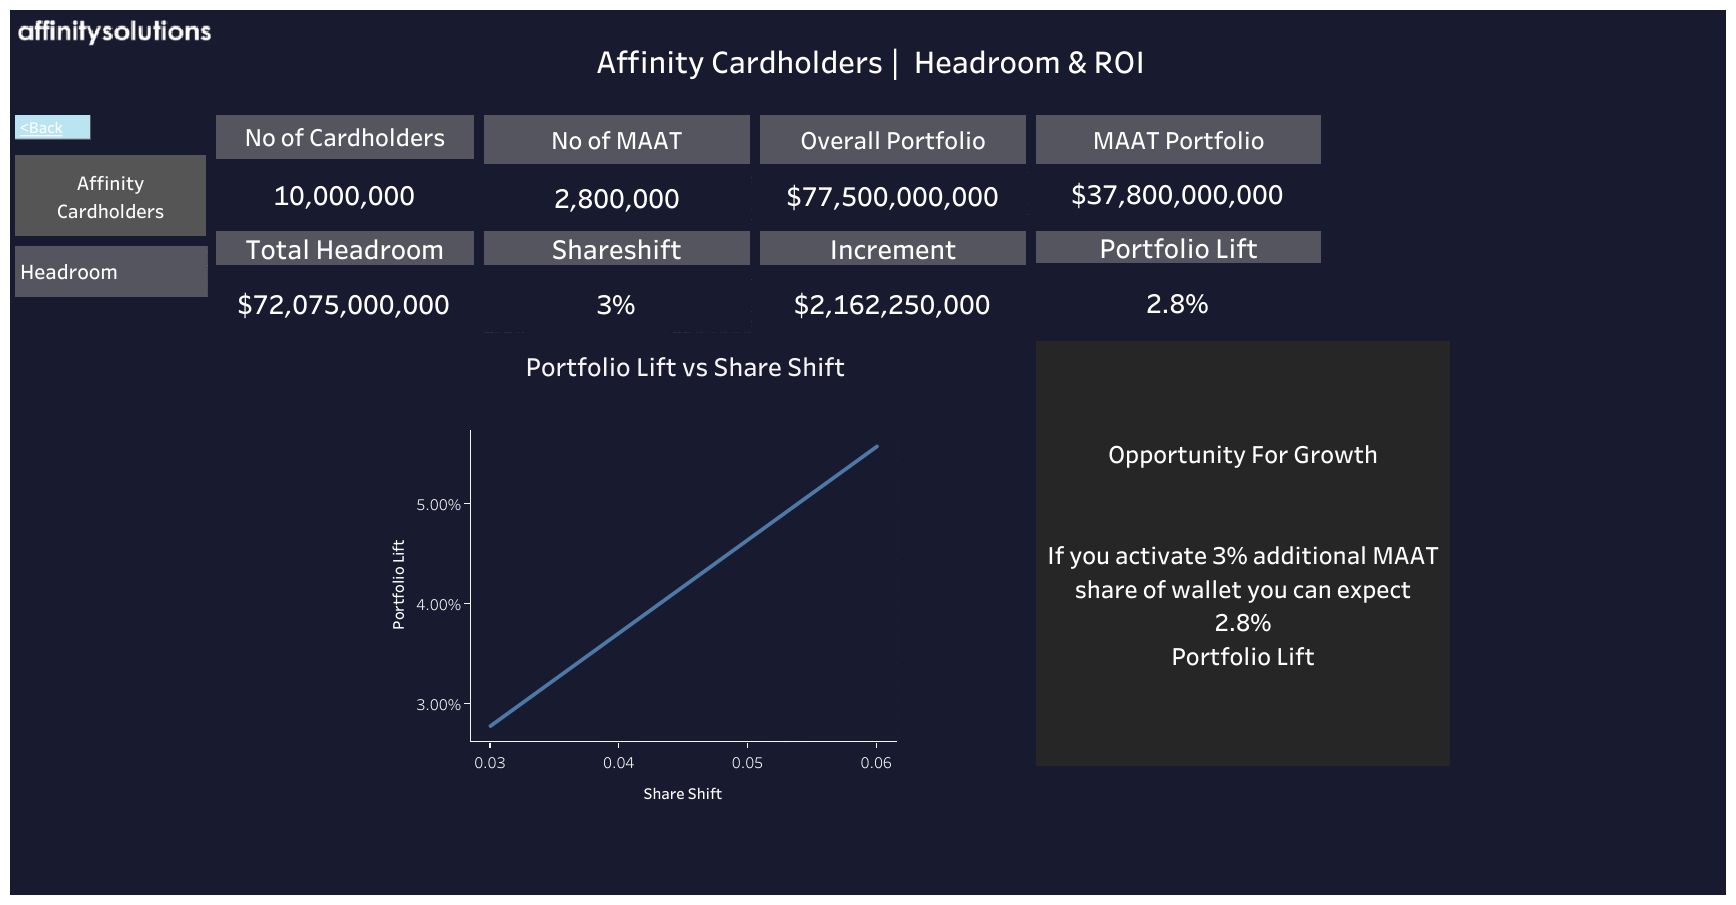 affinitysolutions
Affinity Cardholders | Headroom & ROI
<Back
Affinity
Cardholders
Headroom
No of Cardholders
No of MAAT
Overall Portfolio
MAAT Portfolio
10,000,000
2,800,000
$77,500,000,000
$37,800,000,000
Total Headroom
Shareshift
Increment
Portfolio Lift
$72,075,000,000
3%
$2,162,250,000
2.8%
Portfolio Lift vs Share Shift
Portfolio Lift
5.00%
4.00%
3.00%
0.03
0.04
0.05
0.06
Share Shift
Opportunity For Growth
If you activate 3% additional MAAT
share of wallet you can expect
2.8%
Portfolio Lift